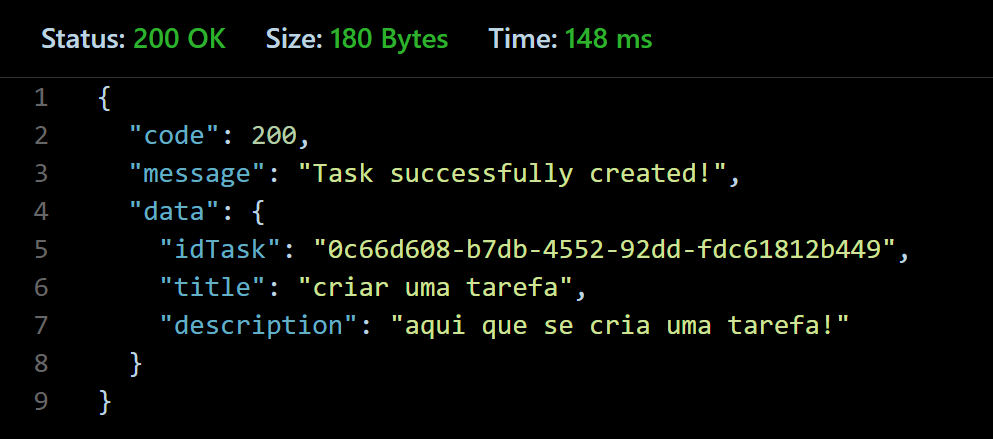 Status: 200 OK Size: 180 Bytes Time: 148 ms
1 {
2 "code": 200,
3 "message": "Task successfully created!",
4 "data": {
5 "idTask": "0c66d608-b7db-4552-92dd-fdc61812b449",
6 "title": "criar uma tarefa",
7 "description": "aqui que se cria uma tarefa!"
8 }
9 }